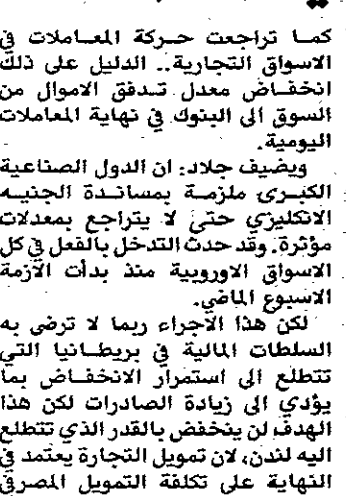 كما تراجعت حركة المعاملات في
الاسواق التجارية.. الدليل على ذلك
انخفاض معدل تدفق الاموال من
السوق الى البنوك في نهاية المعاملات
اليومية.
ويضيف جلاد: ان الدول الصناعية
الكبرى ملزمة بمساندة الجنيه
الانكليزي حتى لا يتراجع بمعدلات
مؤثرة. وقد حدث التدخل بالفعل في كل
الاسواق الاوروبية منذ بدأت الأزمة
الاسبوع الماضي.
لكن هذا الاجراء ربما لا ترضى به
السلطات المالية في بريطانيا التي
تتطلع الى استمرار الانخفاض بما
يؤدي الى زيادة الصادرات لكن هذا
الهدف لن ينخفض بالقدر الذي تتطلع
اليه لندن، لان تمويل التجارة يعتمد في
النهاية على تكلفة التمويل المصرفي